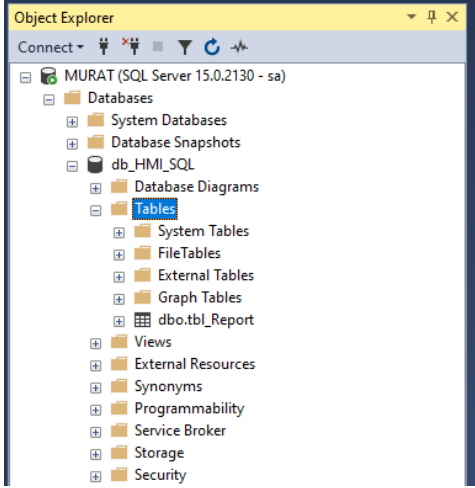 Object Explorer
Connect
MURAT (SQL Server 15.0.2130 - sa)
Databases
System Databases
Database Snapshots
db_HMI_SQL
Database Diagrams
Tables
System Tables
FileTables
External Tables
Graph Tables
dbo.tbl_Report
Views
External Resources
Synonyms
Programmability
Service Broker
Storage
Security